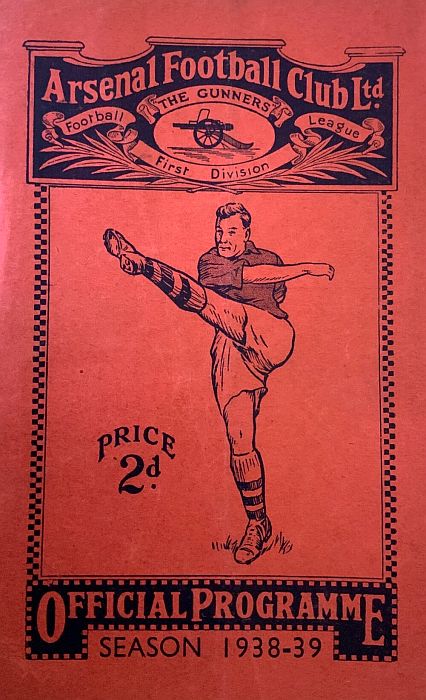 Arsenal Football Club Ltd.
THE GUNNERS
Football
League
First Division
PRICE
2d.
OFFICIAL PROGRAMME
SEASON 1938-39